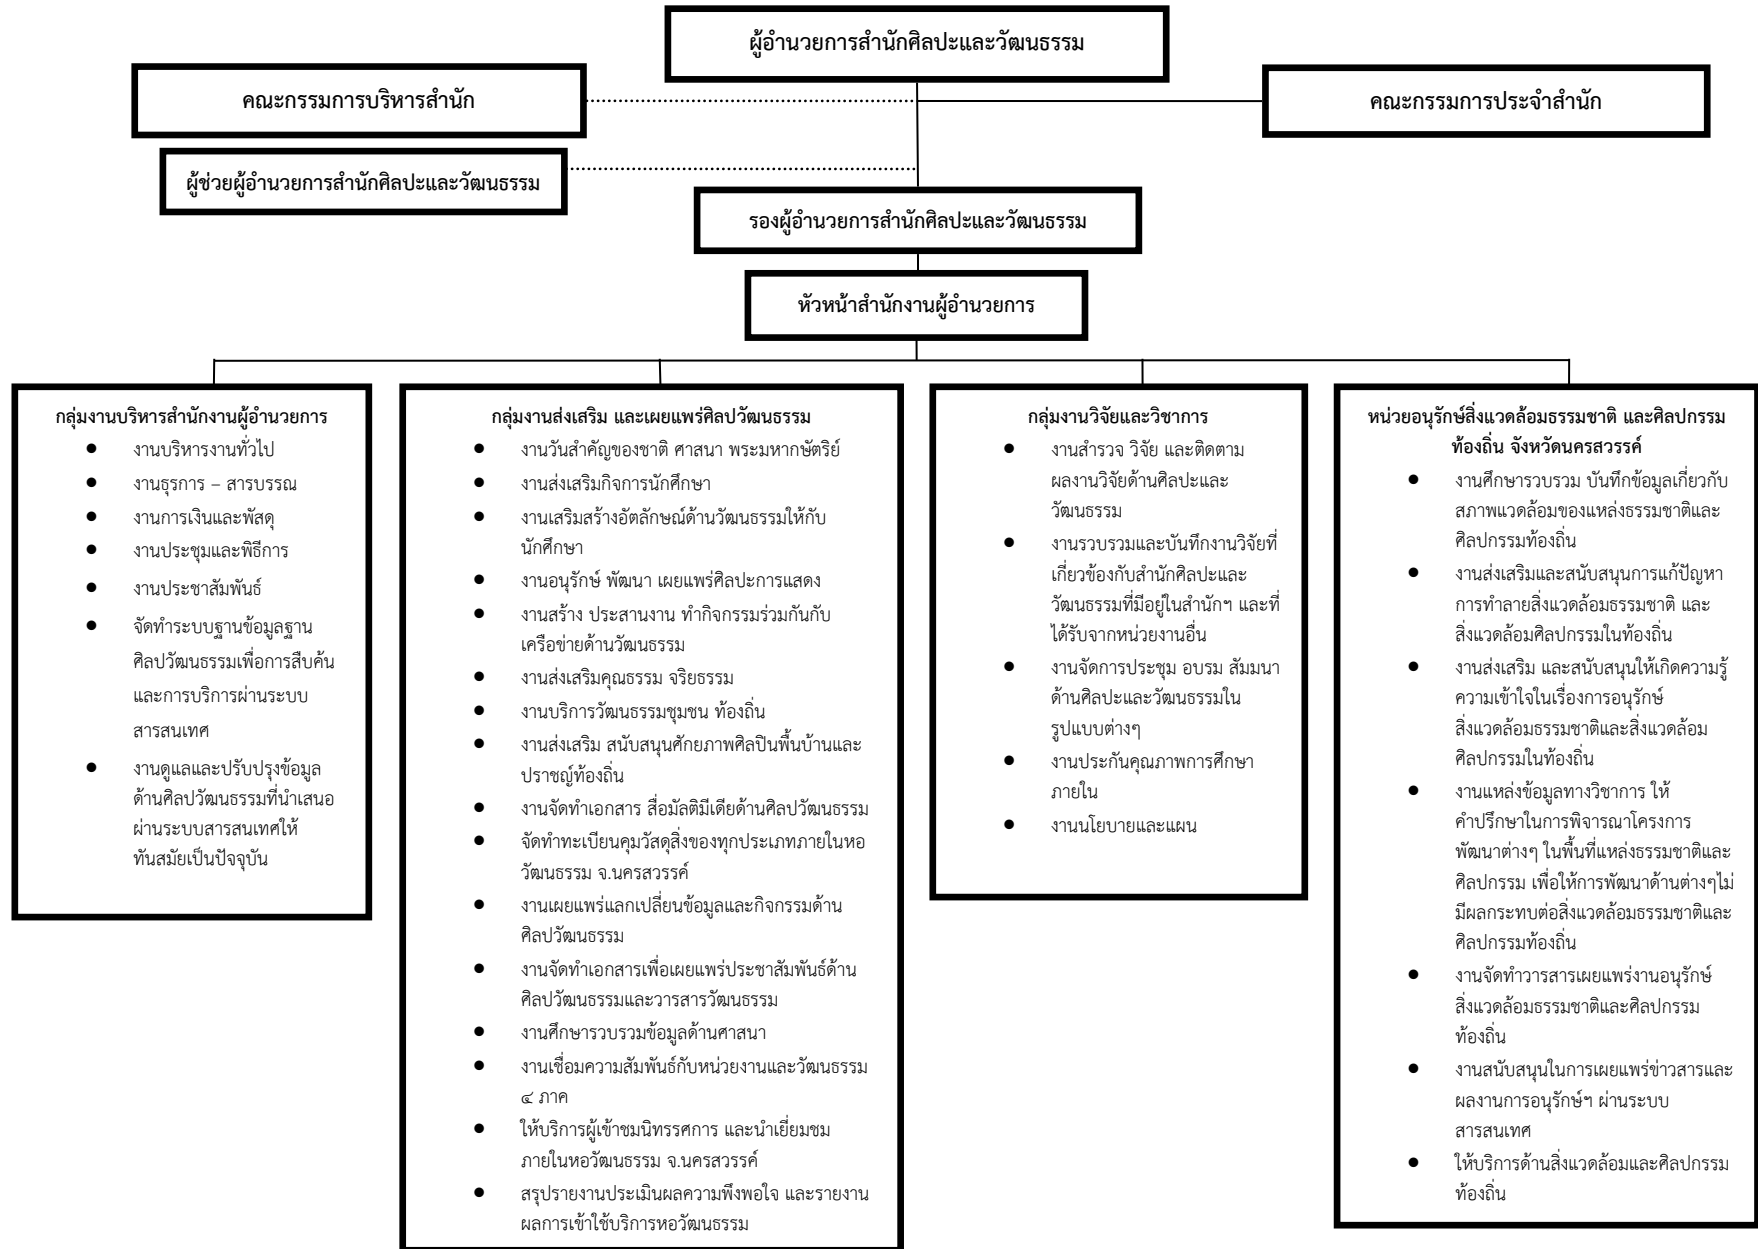 ผู้อำนวยการสำนักศิลปะและวัฒนธรรม
คณะกรรมการบริหารสำนัก
คณะกรรมการประจำสำนัก
ผู้ช่วยผู้อำนวยการสำนักศิลปะและวัฒนธรรม
รองผู้อำนวยการสำนักศิลปะและวัฒนธรรม
หัวหน้าสำนักงานผู้อำนวยการ
กลุ่มงานบริหารสำนักงานผู้อำนวยการ
● งานบริหารงานทั่วไป
● งานธุรการ – สารบรรณ
● งานการเงินและพัสดุ
● งานประชุมและพิธีการ
● งานประชาสัมพันธ์
● จัดทำระบบฐานข้อมูลฐาน
ศิลปวัฒนธรรมเพื่อการสืบค้น
และการบริการผ่านระบบ
สารสนเทศ
● งานดูแลและปรับปรุงข้อมูล
ด้านศิลปวัฒนธรรมที่นำเสนอ
ผ่านระบบสารสนเทศให้
ทันสมัยเป็นปัจจุบัน
กลุ่มงานส่งเสริม และเผยแพร่ศิลปวัฒนธรรม
● งานวันสำคัญของชาติ ศาสนา พระมหากษัตริย์
● งานส่งเสริมกิจการนักศึกษา
● งานเสริมสร้างอัตลักษณ์ด้านวัฒนธรรมให้กับ
นักศึกษา
● งานอนุรักษ์ พัฒนา เผยแพร่ศิลปะการแสดง
● งานสร้าง ประสานงาน ทำกิจกรรมร่วมกันกับ
เครือข่ายด้านวัฒนธรรม
● งานส่งเสริมคุณธรรม จริยธรรม
● งานบริการวัฒนธรรมชุมชน ท้องถิ่น
● งานส่งเสริม สนับสนุนศักยภาพศิลปินพื้นบ้านและ
ปราชญ์ท้องถิ่น
● งานจัดทำเอกสาร สื่อมัลติมีเดียด้านศิลปวัฒนธรรม
● จัดทำทะเบียนคุมวัสดุสิ่งของทุกประเภทภายในหอ
วัฒนธรรม จ.นครสวรรค์
● งานเผยแพร่แลกเปลี่ยนข้อมูลและกิจกรรมด้าน
ศิลปวัฒนธรรม
● งานจัดทำเอกสารเพื่อเผยแพร่ประชาสัมพันธ์ด้าน
ศิลปวัฒนธรรมและวารสารวัฒนธรรม
● งานศึกษารวบรวมข้อมูลด้านศาสนา
● งานเชื่อมความสัมพันธ์กับหน่วยงานและวัฒนธรรม
๔ ภาค
● ให้บริการผู้เข้าชมนิทรรศการ และนำเยี่ยมชม
ภายในหอวัฒนธรรม จ.นครสวรรค์
● สรุปรายงานประเมินผลความพึงพอใจ และรายงาน
ผลการเข้าใช้บริการหอวัฒนธรรม
กลุ่มงานวิจัยและวิชาการ
● งานสำรวจ วิจัย และติดตาม
ผลงานวิจัยด้านศิลปะและ
วัฒนธรรม
● งานรวบรวมและบันทึกงานวิจัยที่
เกี่ยวข้องกับสำนักศิลปะและ
วัฒนธรรมที่มีอยู่ในสำนักฯ และที่
ได้รับจากหน่วยงานอื่น
● งานจัดการประชุม อบรม สัมมนา
ด้านศิลปะและวัฒนธรรมใน
รูปแบบต่างๆ
● งานประกันคุณภาพการศึกษา
ภายใน
● งานนโยบายและแผน
หน่วยอนุรักษ์สิ่งแวดล้อมธรรมชาติ และศิลปกรรม
ท้องถิ่น จังหวัดนครสวรรค์
● งานศึกษารวบรวม บันทึกข้อมูลเกี่ยวกับ
สภาพแวดล้อมของแหล่งธรรมชาติและ
ศิลปกรรมท้องถิ่น
● งานส่งเสริมและสนับสนุนการแก้ปัญหา
การทำลายสิ่งแวดล้อมธรรมชาติ และ
สิ่งแวดล้อมศิลปกรรมในท้องถิ่น
● งานส่งเสริม และสนับสนุนให้เกิดความรู้
ความเข้าใจในเรื่องการอนุรักษ์
สิ่งแวดล้อมธรรมชาติและสิ่งแวดล้อม
ศิลปกรรมในท้องถิ่น
● งานแหล่งข้อมูลทางวิชาการ ให้
คำปรึกษาในการพิจารณาโครงการ
พัฒนาต่างๆ ในพื้นที่แหล่งธรรมชาติและ
ศิลปกรรม เพื่อให้การพัฒนาด้านต่างๆไม่
มีผลกระทบต่อสิ่งแวดล้อมธรรมชาติและ
ศิลปกรรมท้องถิ่น
● งานจัดทำวารสารเผยแพร่งานอนุรักษ์
สิ่งแวดล้อมธรรมชาติและศิลปกรรม
ท้องถิ่น
● งานสนับสนุนในการเผยแพร่ข่าวสารและ
ผลงานการอนุรักษ์ฯ ผ่านระบบ
สารสนเทศ
● ให้บริการด้านสิ่งแวดล้อมและศิลปกรรม
ท้องถิ่น